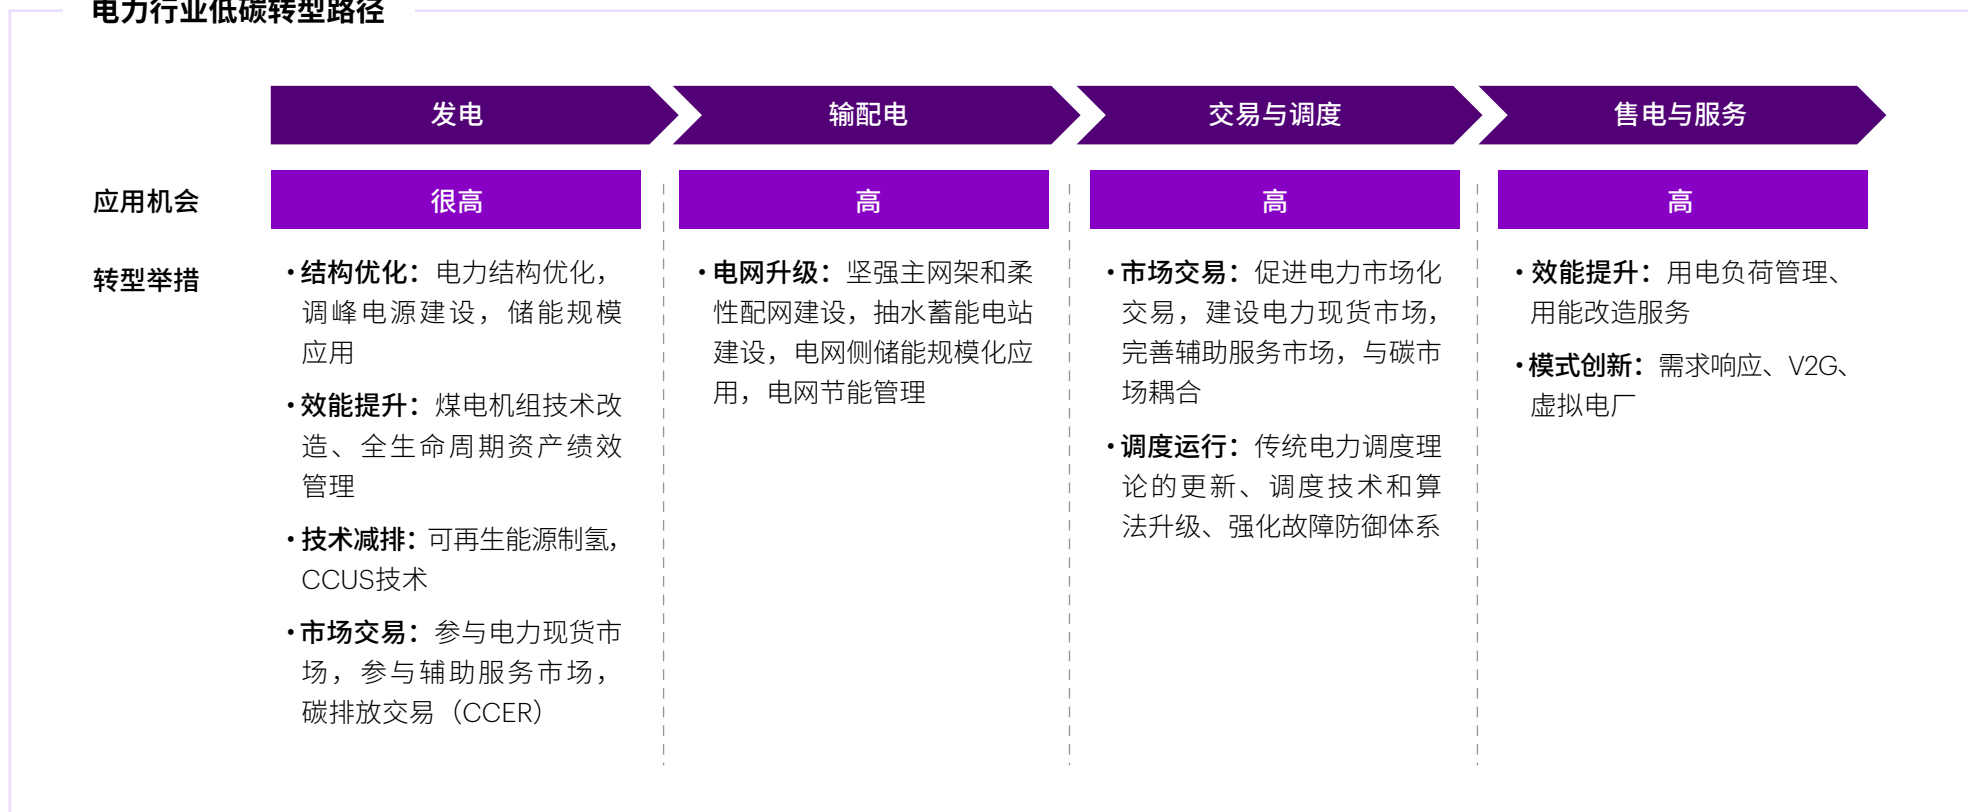 电力行业低碳转型路径
发电
输配电
交易与调度
售电与服务
应用机会
很高
高
高
高
转型举措
•结构优化：电力结构优化，
调峰电源建设，储能规模
应用
•效能提升：煤电机组技术改
造、全生命周期资产绩效
管理
•技术减排：可再生能源制氢，
CCUS技术
•市场交易：参与电力现货市
场，参与辅助服务市场，
碳排放交易（CCER）
•电网升级：坚强主网架和柔
性配网建设，抽水蓄能电站
建设，电网侧储能规模化应
用，电网节能管理
•市场交易：促进电力市场化
交易，建设电力现货市场，
完善辅助服务市场，与碳市
场耦合
•调度运行：传统电力调度理
论的更新、调度技术和算
法升级、强化故障防御体系
•效能提升：用电负荷管理、
用能改造服务
•模式创新：需求响应、V2G、
虚拟电厂